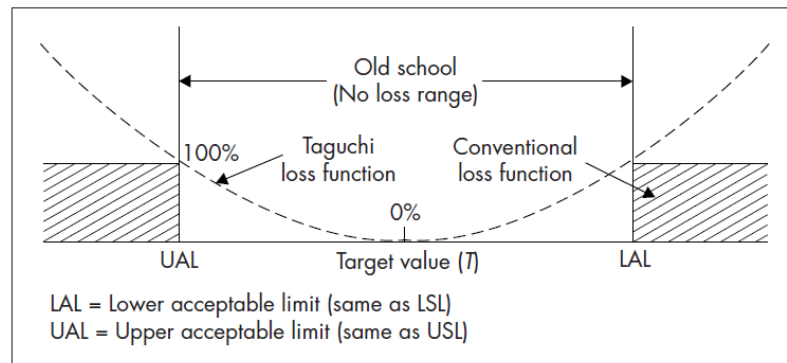 Old school
(No loss range)
100%
Taguchi
loss function
Conventional
loss function
0%
UAL
Target value (T)
LAL
LAL = Lower acceptable limit (same as LSL)
UAL = Upper acceptable limit (same as USL)